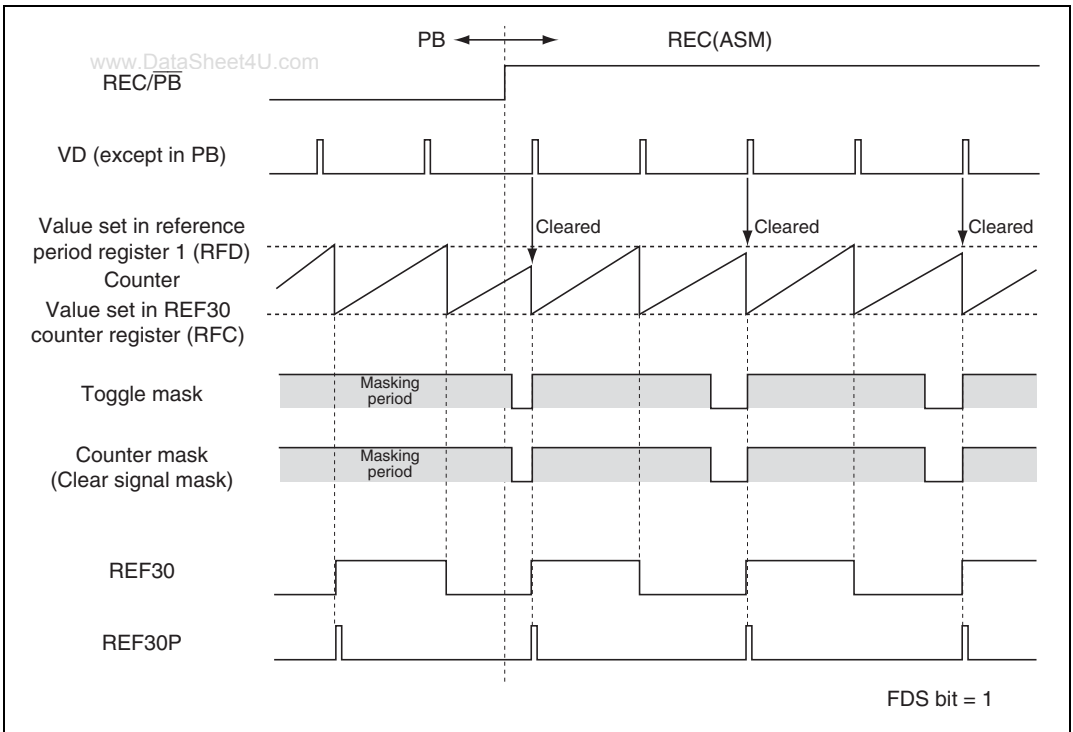 PB REC(ASM)
www.DataSheet4U.com
REC/PB
VD (except in PB)
Value set in reference
period register 1 (RFD)
Cleared Cleared Cleared
Counter
Value set in REF30
counter register (RFC)
Toggle mask
Masking
period
Counter mask
(Clear signal mask)
Masking
period
REF30
REF30P
FDS bit = 1